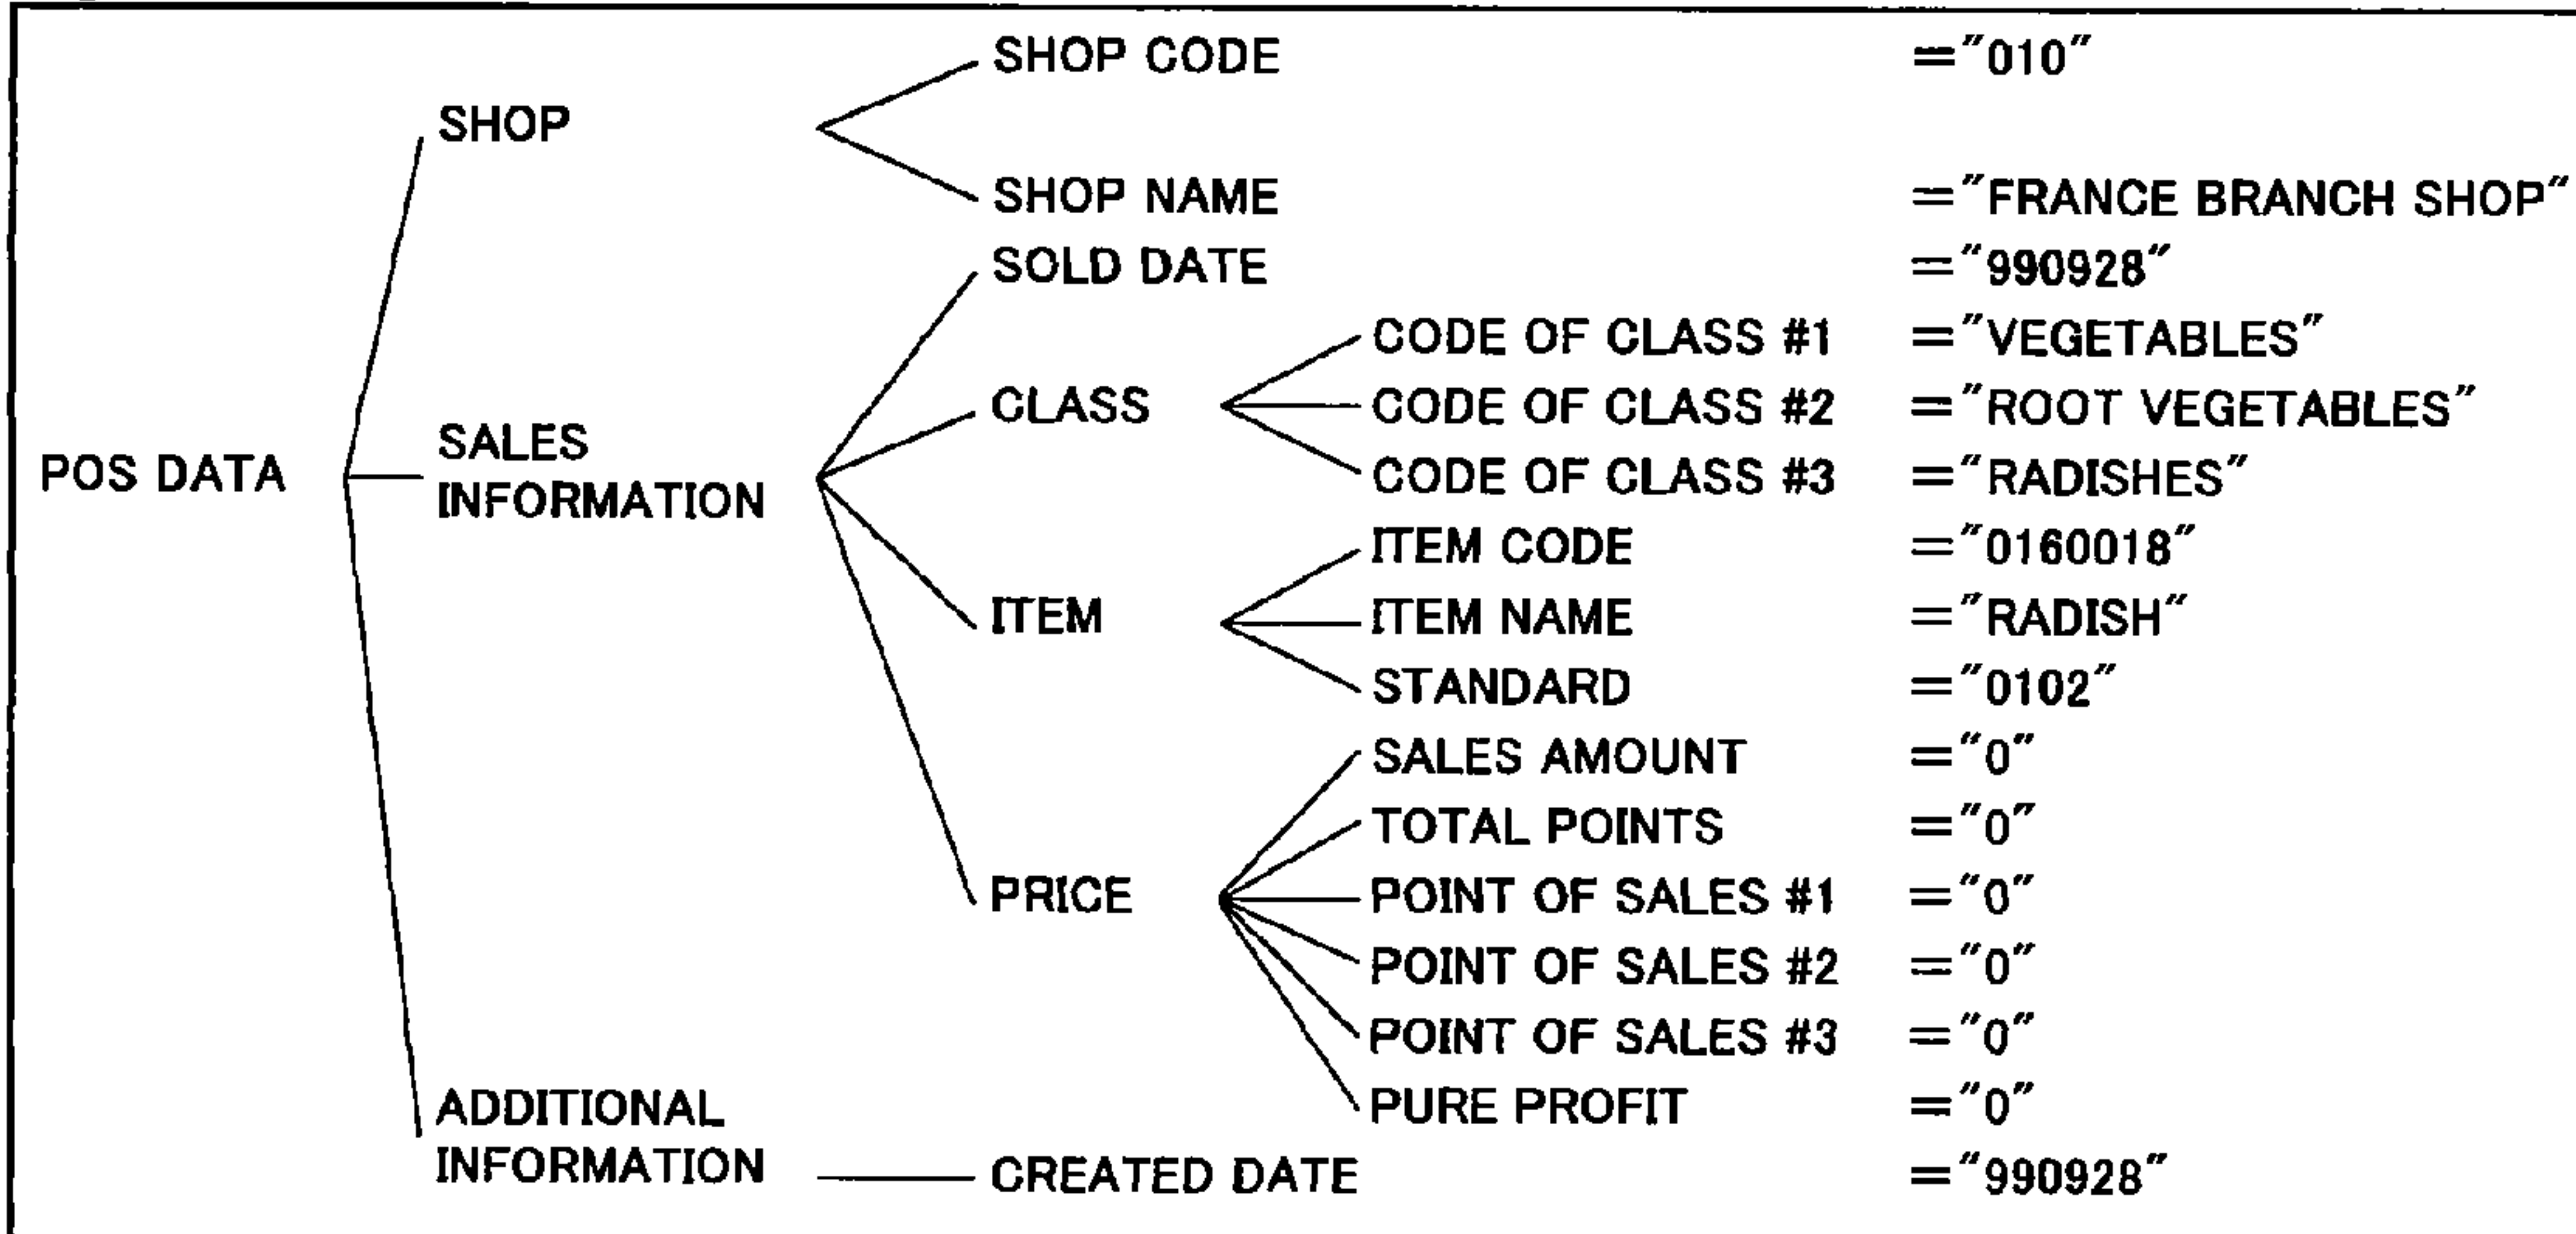 SHOP CODE ="010"
SHOP
SHOP NAME ="FRANCE BRANCH SHOP"
SOLD DATE ="990928"
CODE OF CLASS #1 ="VEGETABLES"
CLASS CODE OF CLASS #2 ="ROOT VEGETABLES"
SALES
INFORMATION
POS DATA
CODE OF CLASS #3 ="RADISHES"
ITEM CODE ="0160018"
ITEM ITEM NAME ="RADISH"
STANDARD ="0102"
SALES AMOUNT ="0"
TOTAL POINTS ="0"
PRICE POINT OF SALES #1 ="0"
POINT OF SALES #2 ="0"
POINT OF SALES #3 ="0"
PURE PROFIT ="0"
ADDITIONAL
INFORMATION
CREATED DATE ="990928"